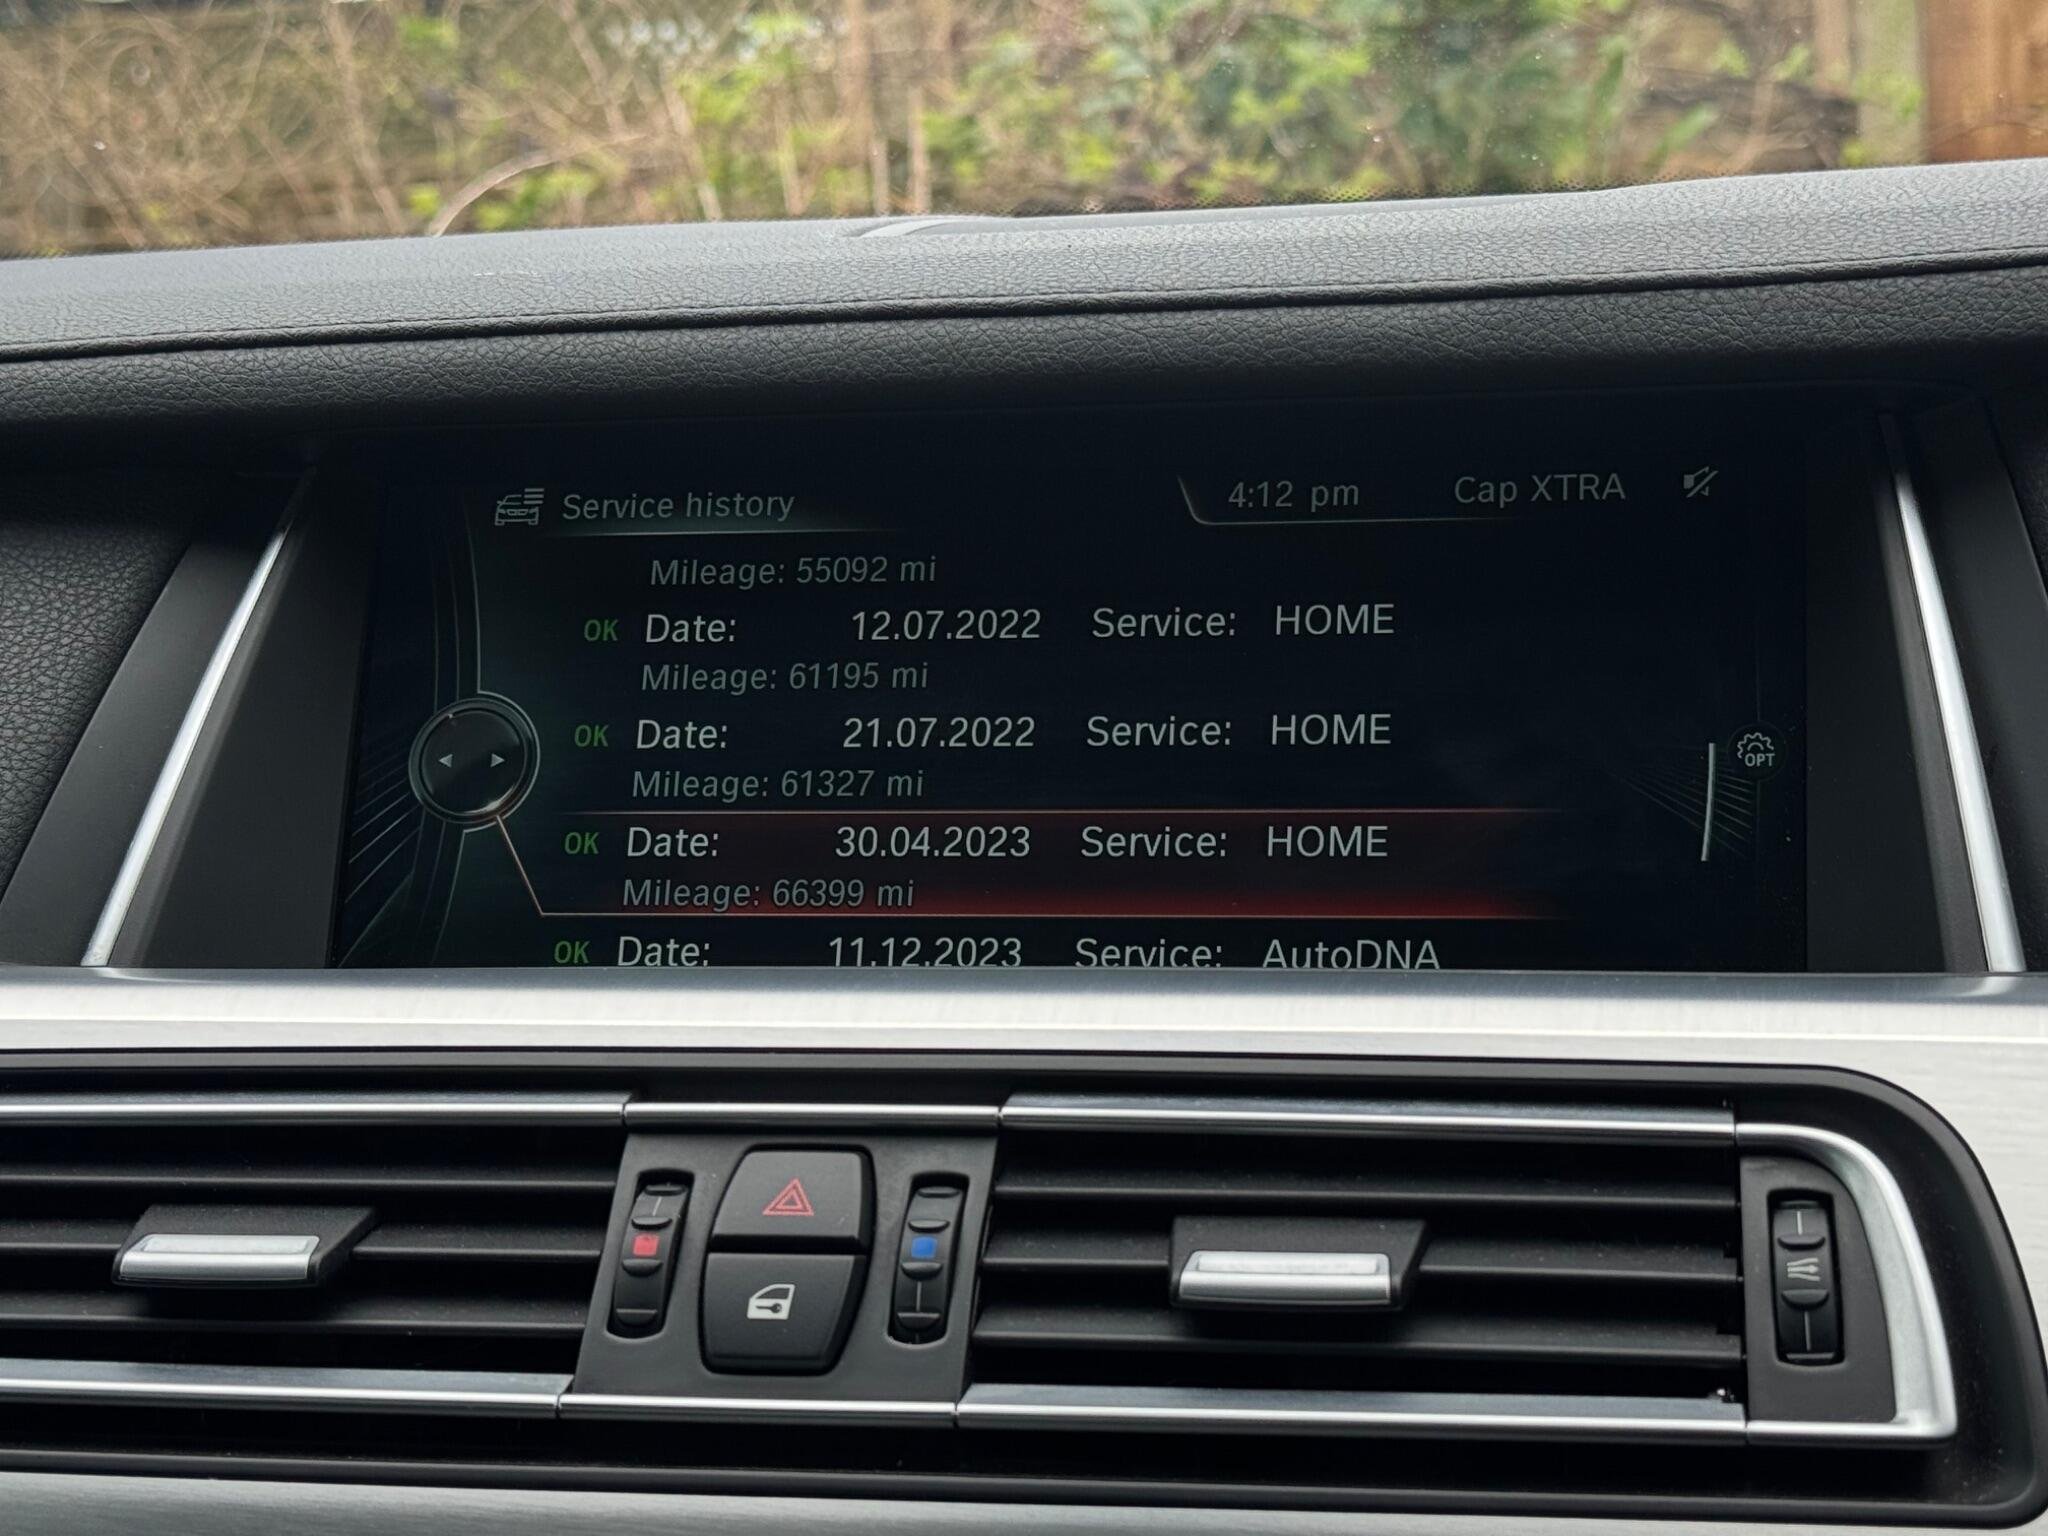 Service history 4:12 pm Cap XTRA
Mileage: 55092 mi
OK Date: 12.07.2022 Service: HOME
Mileage: 61195 mi
OK Date: 21.07.2022 Service: HOME
Mileage: 61327 mi
OPT
OK Date: 30.04.2023 Service: HOME
Mileage: 66399 mi
OK Date: 11.12.2023 Service: AutoDNA